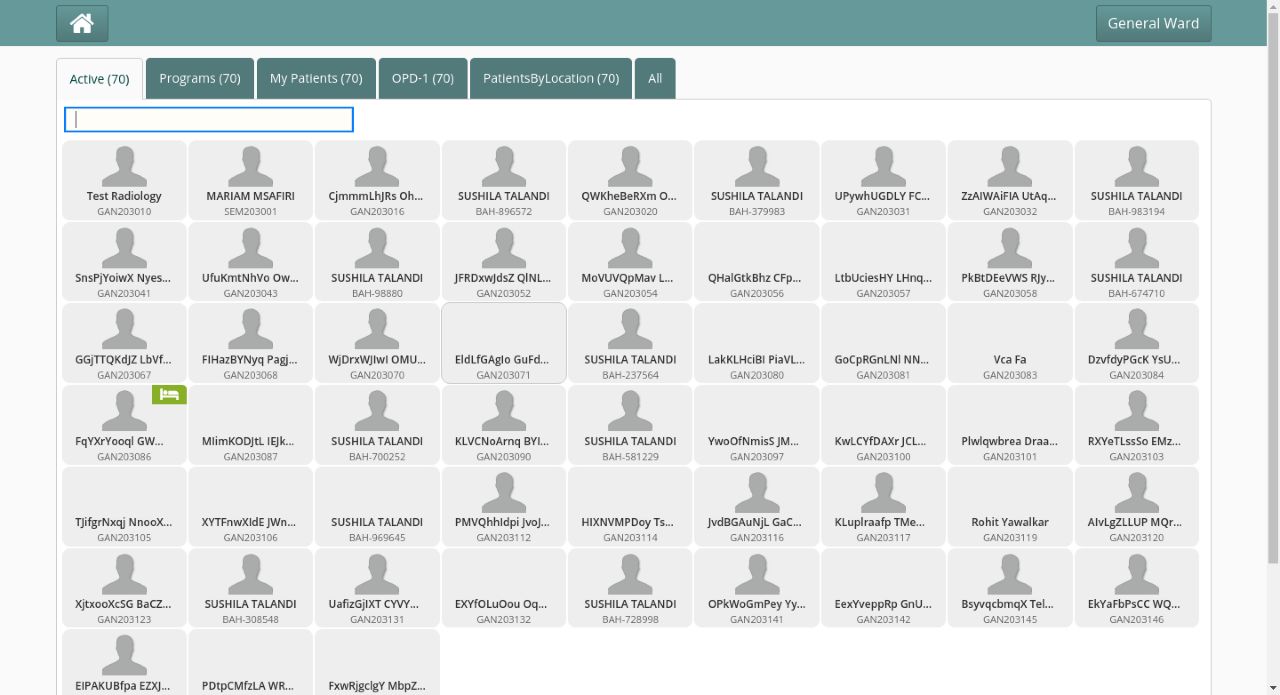 General Ward
Active (70)
Programs (70)
My Patients (70)
OPD-1 (70)
PatientsByLocation (70)
All
Test Radiology
GAN203010
MARIAM MSAFIRI
SEM203001
CjmmmLhJRs Oh...
GAN203016
SUSHILA TALANDI
BAH-896572
QWKheBeRXm O...
GAN203020
SUSHILA TALANDI
BAH-379983
UPywhUGDLY FC...
GAN203031
ZzAIWAiFIA UtAq...
GAN203032
SUSHILA TALANDI
BAH-983194
SnsPjYoiwX Nyes...
GAN203041
UfuKmtNhVo Ow...
GAN203043
SUSHILA TALANDI
BAH-98880
JFRDxwJdsZ QlNL...
GAN203052
MoVUVQpMav L...
GAN203054
QHalGtkBhz CFp...
GAN203056
LtbUciesHY LHnq...
GAN203057
PkBtDEeVWS RJy...
GAN203058
SUSHILA TALANDI
BAH-674710
GGjTTQKdJZ LbVf...
GAN203067
FIHazBYNyq Pagj...
GAN203068
WjDrxWJIwI OMU...
GAN203070
EldLfGAgIo GuFd...
GAN203071
SUSHILA TALANDI
BAH-237564
LakKLHciBI PiaVL...
GAN203080
GoCpRGnLNl NN...
GAN203081
Vca Fa
GAN203083
DzvfdyPGcK YsU...
GAN203084
FqYXrYooql GW...
GAN203086
MIimKODJtL IEJk...
GAN203087
SUSHILA TALANDI
BAH-700252
KLVCNoArnq BYI...
GAN203090
SUSHILA TALANDI
BAH-581229
YwoOfNmisS JM...
GAN203097
KwLCYfDAXr JCL...
GAN203100
Plwlqwbrea Draa...
GAN203101
RXYeTLssSo EMz...
GAN203103
TJifgrNxqj NnooX...
GAN203105
XYTFnwXIdE JWn...
GAN203106
SUSHILA TALANDI
BAH-969645
PMVQhhIdpi JvoJ...
GAN203112
HIXNVMPDoy Ts...
GAN203114
JvdBGAuNjL GaC...
GAN203116
KLuplraafp TMe...
GAN203117
Rohit Yawalkar
GAN203119
AIvLgZLLUP MQr...
GAN203120
XjtxooXcSG BaCZ...
GAN203123
SUSHILA TALANDI
BAH-308548
UafizGjIXT CYVY...
GAN203131
EXYfOLuOou Oq...
GAN203132
SUSHILA TALANDI
BAH-728998
OPkWoGmPey Yy...
GAN203141
EexYveppRp GnU...
GAN203142
BsyvqcbmqX Tel...
GAN203145
EkYaFbPsCC WQ...
GAN203146
EIPAKUBfpa EZXJ...
PDtpCMfzLA WR...
FxwRjgclgY MbpZ...